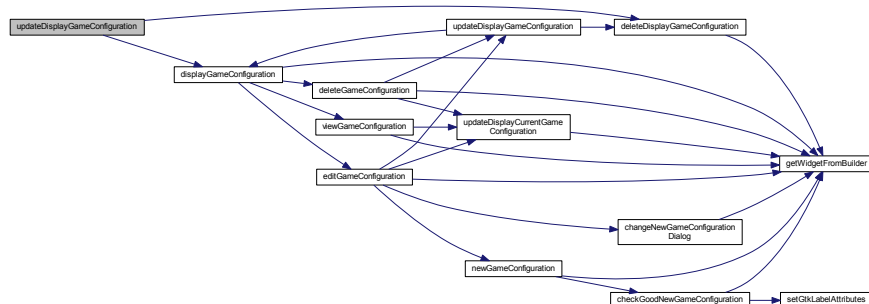 updateDisplayGameConfiguration
updateDisplayGameConfiguration
deleteDisplayGameConfiguration
displayGameConfiguration
deleteGameConfiguration
viewGameConfiguration
updateDisplayCurrentGame
Configuration
getWidgetFromBuilder
editGameConfiguration
changeNewGameConfiguration
Dialog
newGameConfiguration
checkGoodNewGameConfiguration
setGtkLabelAttributes